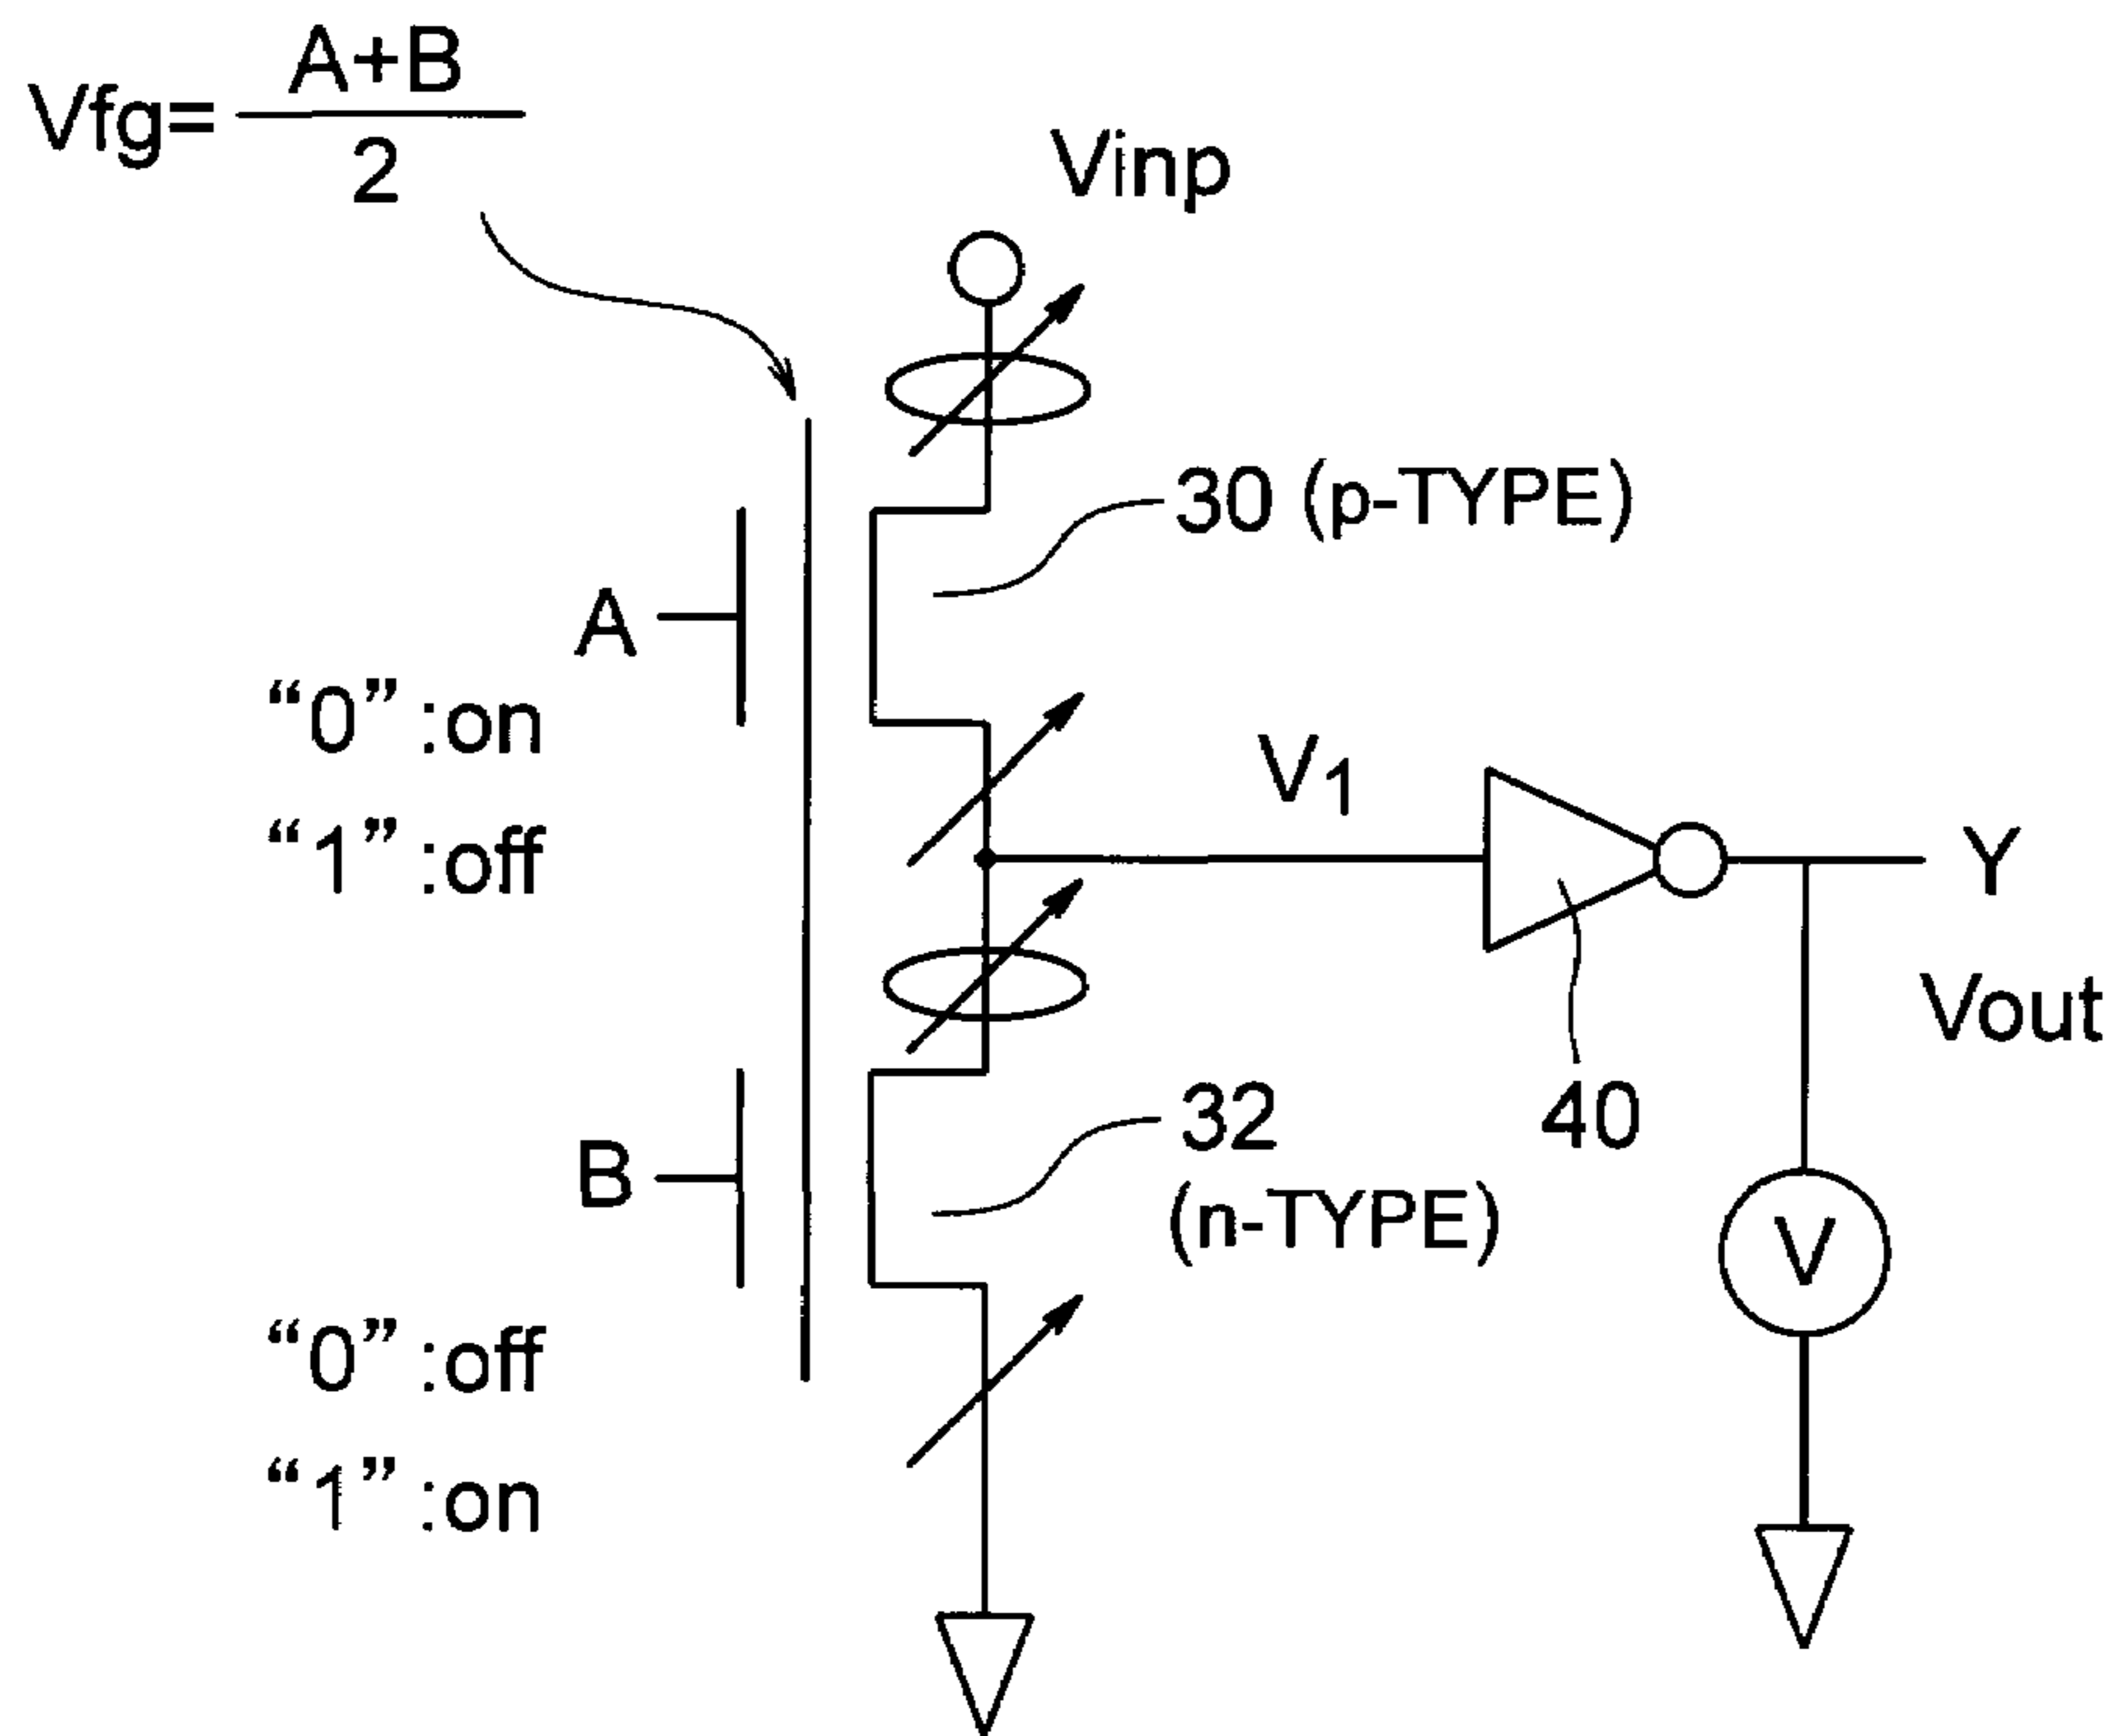 Vfg= A+B
2
Vinp
30 (p-TYPE)
A
“0” :on
“1” :off
V1
Y
Vout
40
32
(n-TYPE)
B
V
“0” :off
“1” :on